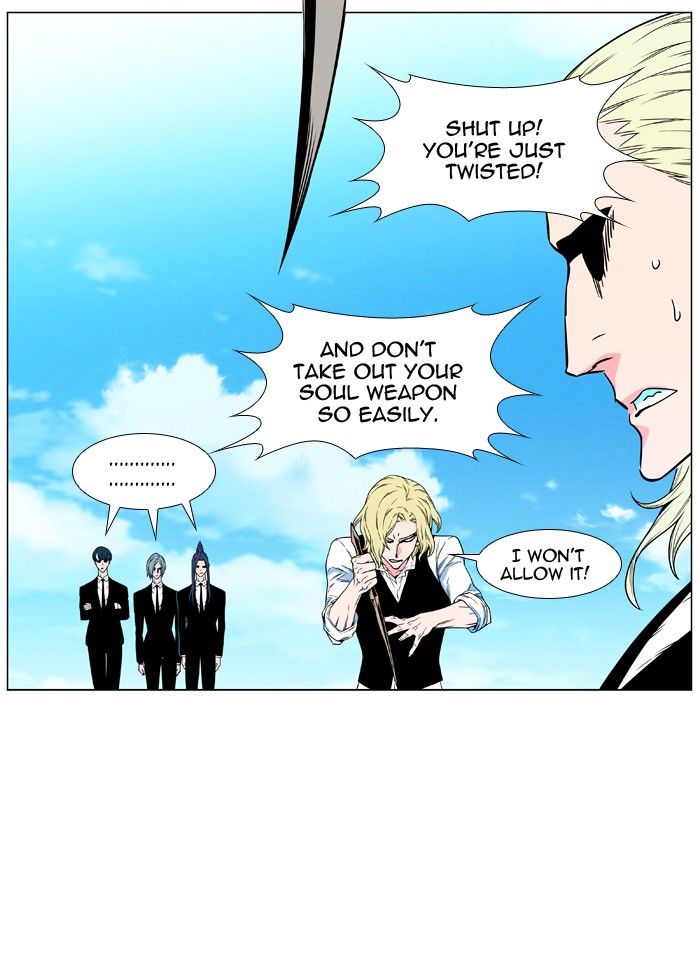 SHUT UP!
YOU'RE JUST
TWISTED!
AND DON'T
TAKE OUT YOUR
SOUL WEAPON
SO EASILY.
.............
.............
I WON'T
ALLOW IT!